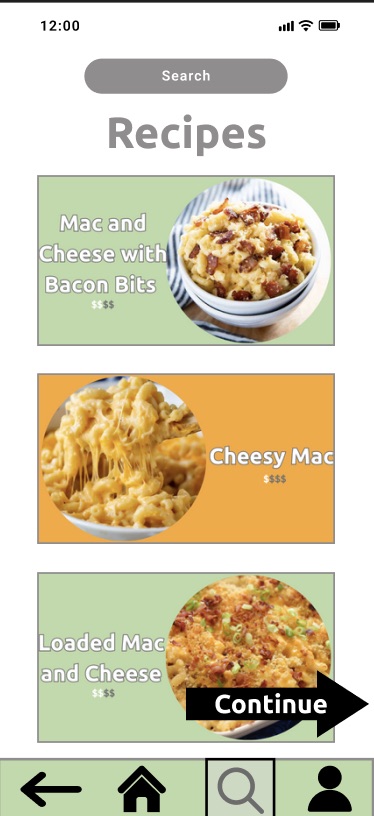 12:00
Search
Recipes
Mac and
Cheese with
Bacon Bits
$$$$
Cheesy Mac
$$$$
Loaded Mac
and Cheese
$$$$
Continue